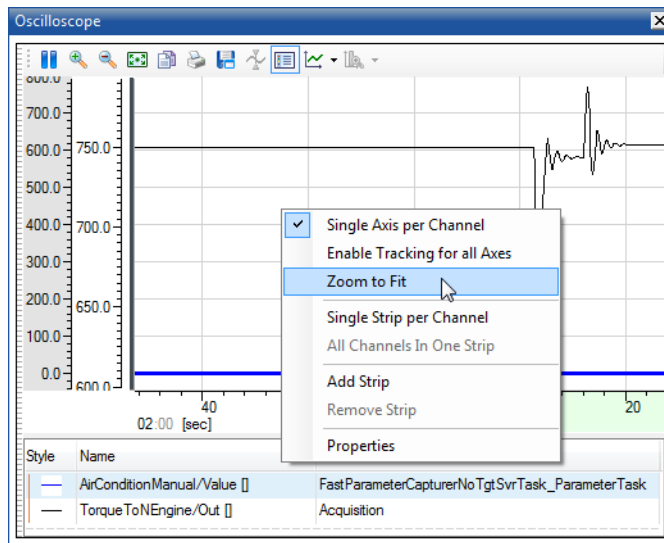 Oscilloscope
800.0
700.0
600.0
500.0
400.0
300.0
200.0
100.0
0.0
750.0
700.0
650.0
600.0
Single Axis per Channel
Enable Tracking for all Axes
Zoom to Fit
Single Strip per Channel
All Channels In One Strip
Add Strip
Remove Strip
Properties
40
20
02:00 [sec]
Style Name
AirConditionManual/Value [] FastParameterCapturerNoTgtSvrTask_ParameterTask
TorqueToNEngine/Out [] Acquisition